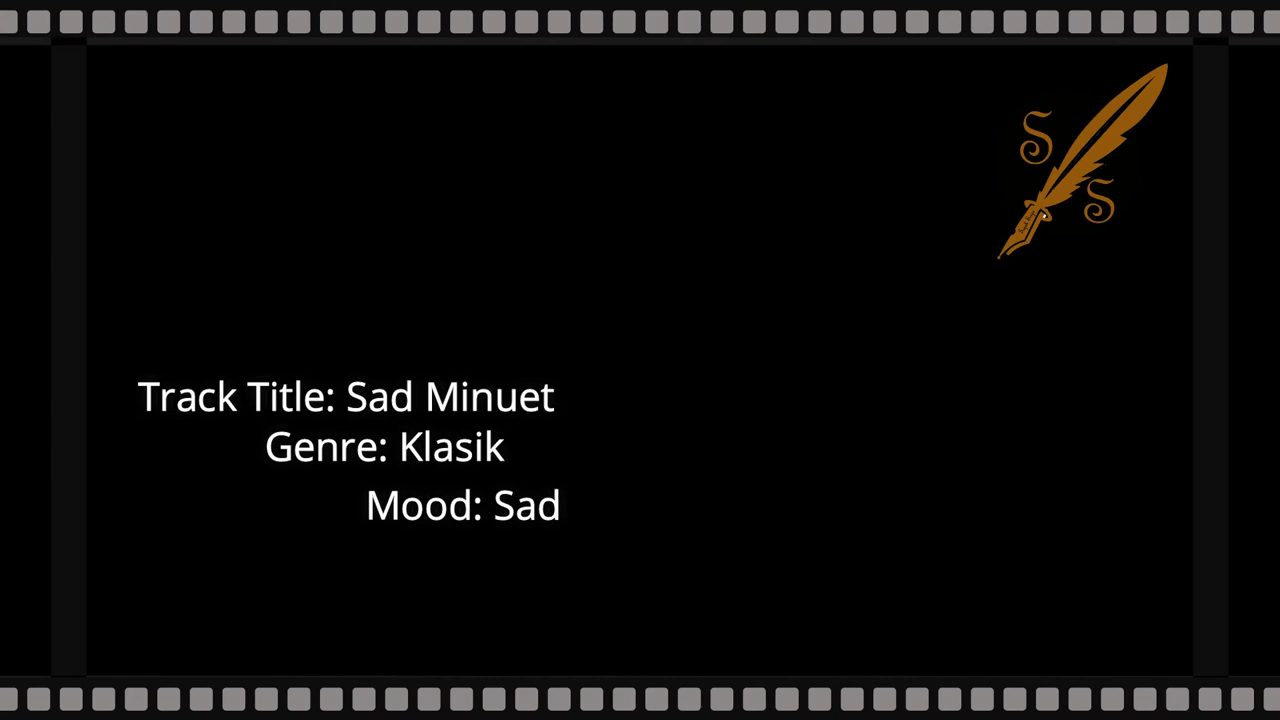 S
S
Track Title: Sad Minuet
Genre: Klasik
Mood: Sad